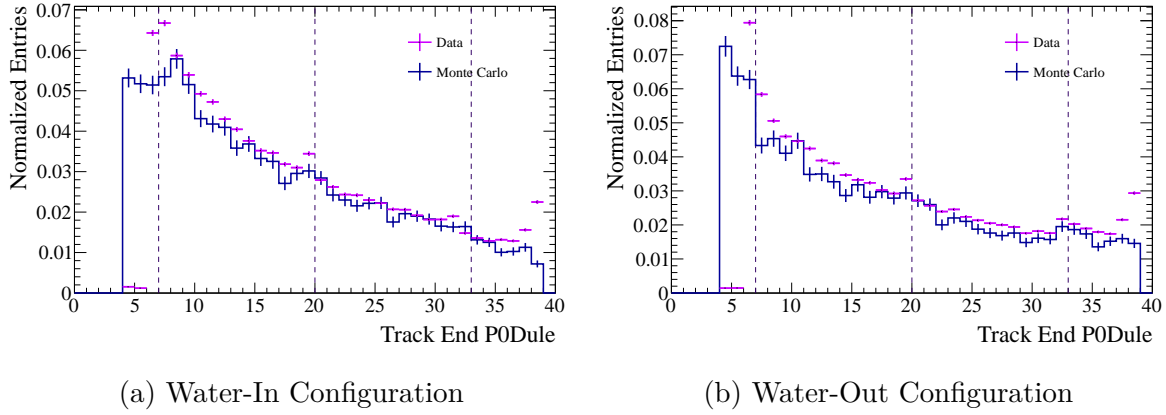 Normalized Entries
0.07
0.06
0.05
0.04
0.03
0.02
0.01
0
Data
Monte Carlo
0 5 10 15 20 25 30 35 40
Track End P0Dule
(a) Water-In Configuration
Normalized Entries
0.08
0.07
0.06
0.05
0.04
0.03
0.02
0.01
0
Data
Monte Carlo
0 5 10 15 20 25 30 35 40
Track End P0Dule
(b) Water-Out Configuration